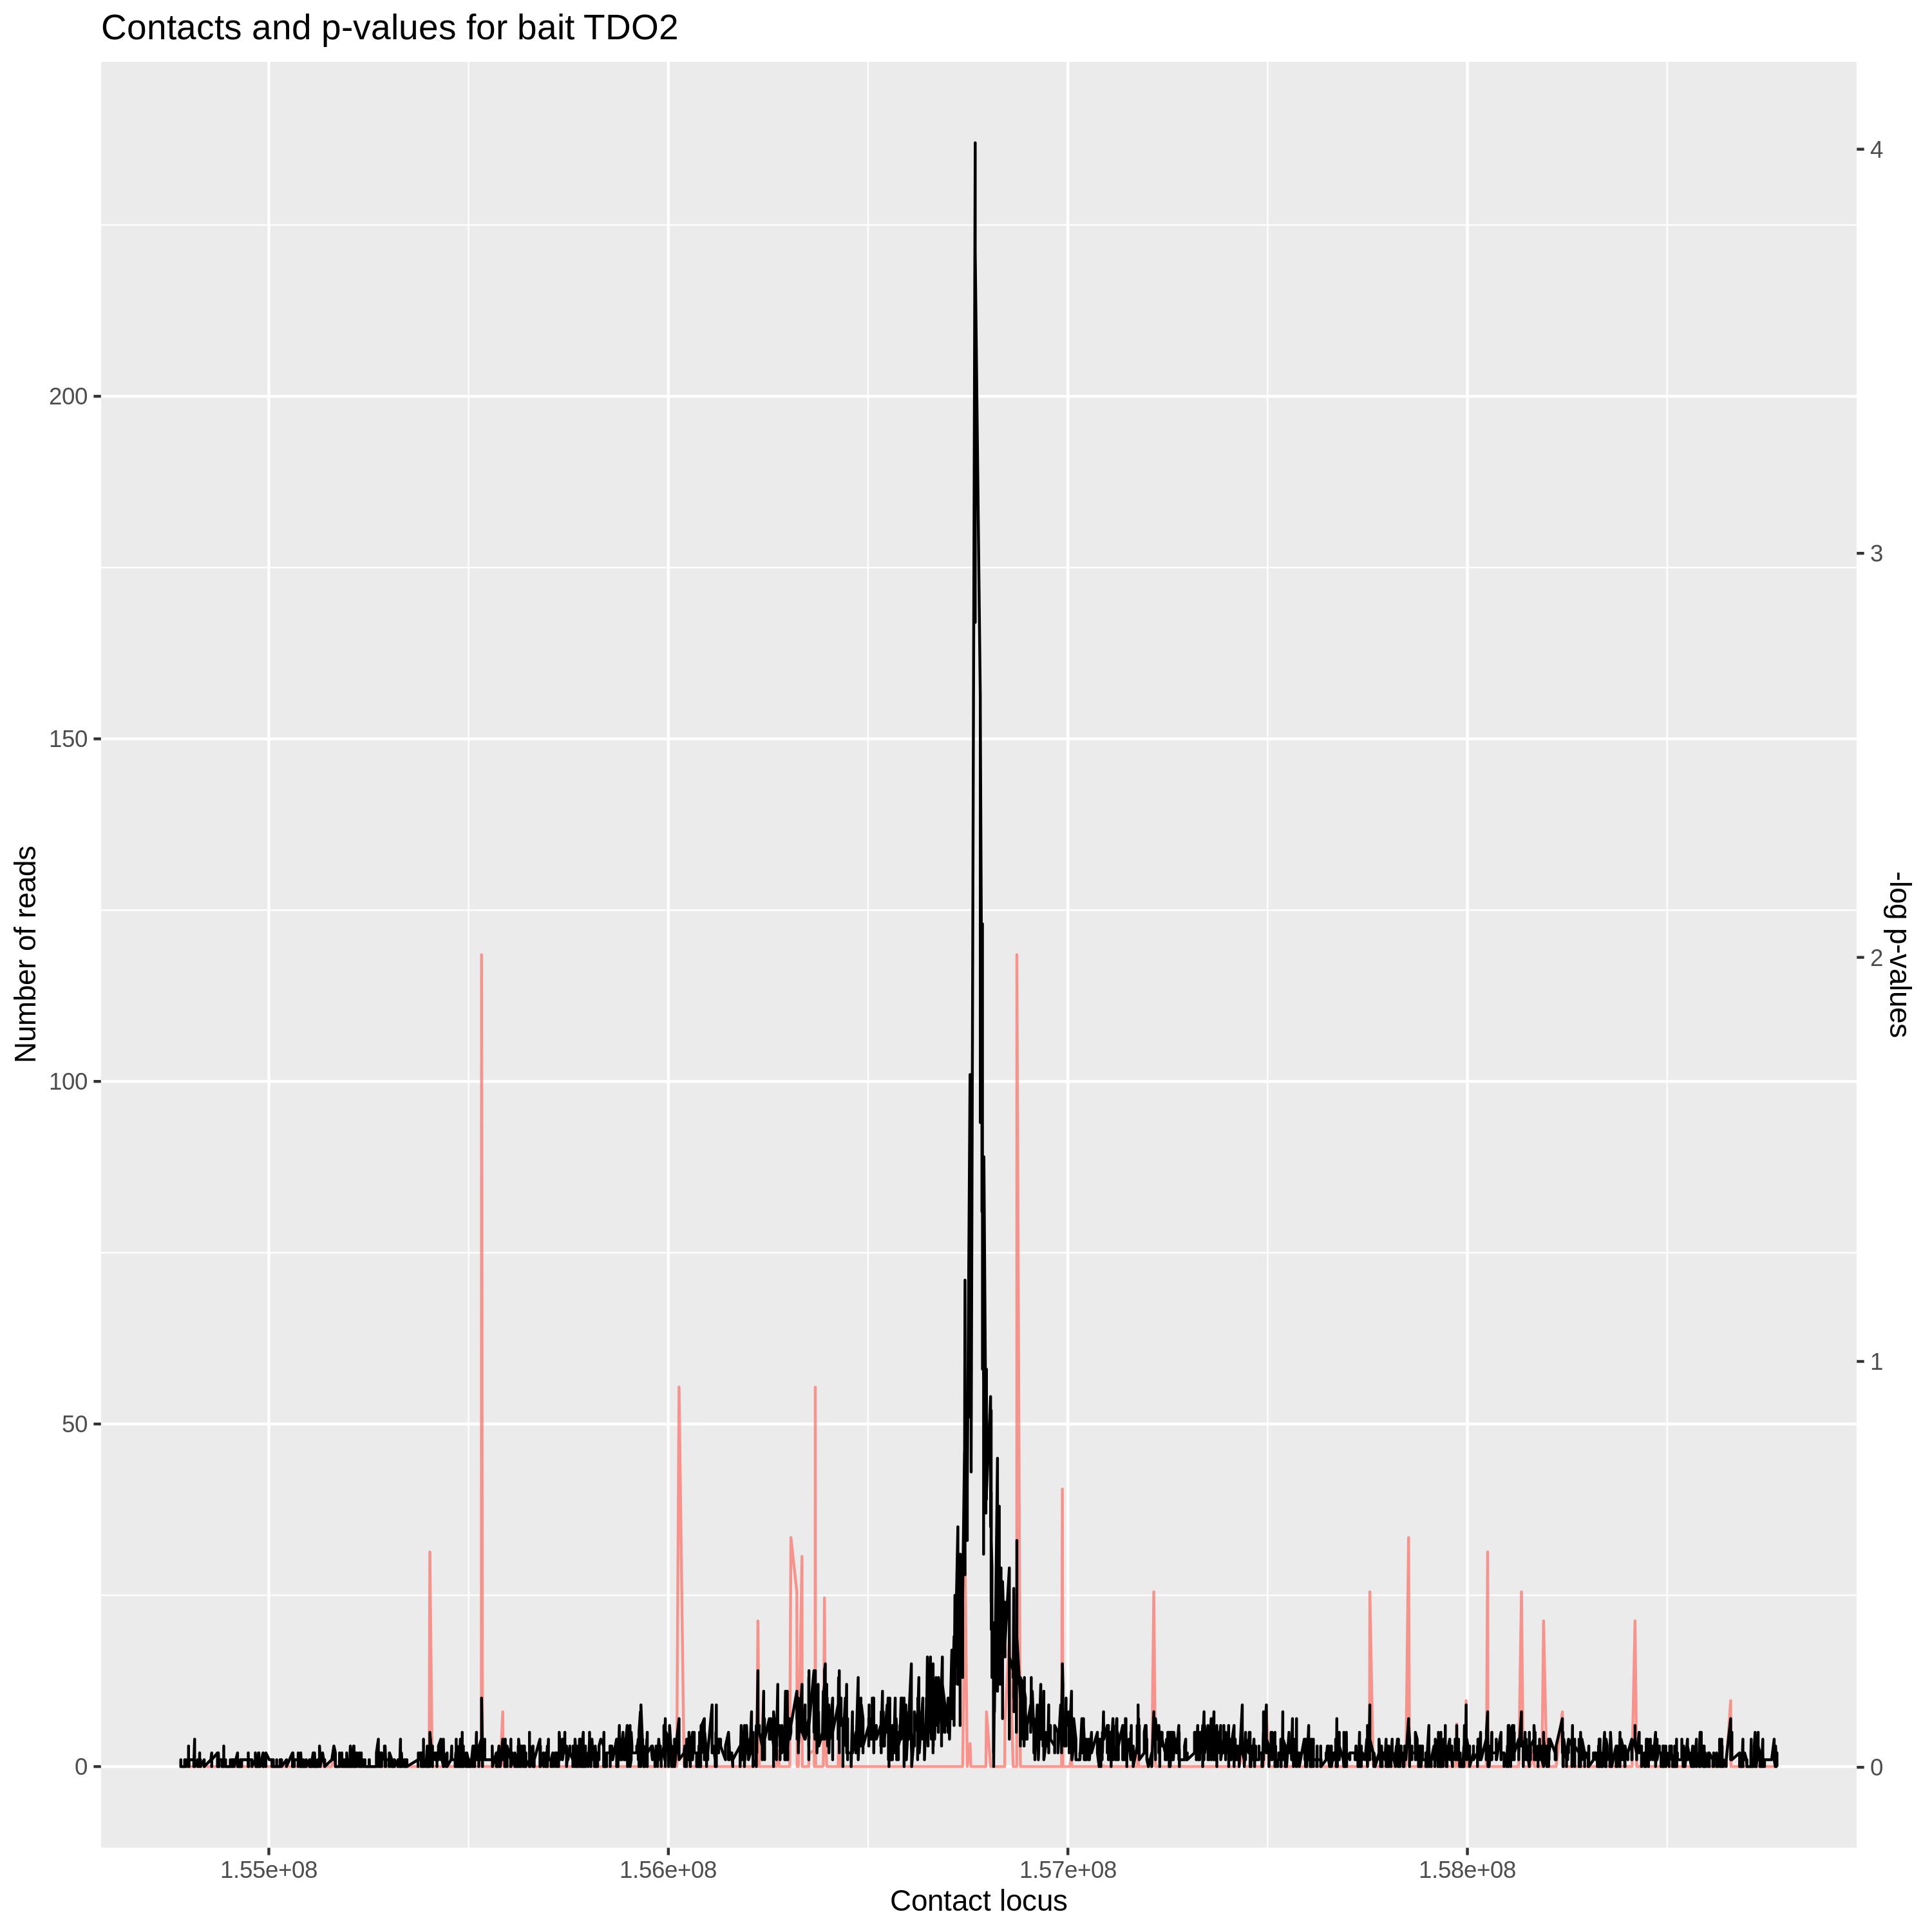 Contacts and p-values for bait TDO2
Number of reads
200
150
100
50
0
4
3
2
1
0
-log p-values
1.55e+08
1.56e+08
1.57e+08
1.58e+08
Contact locus